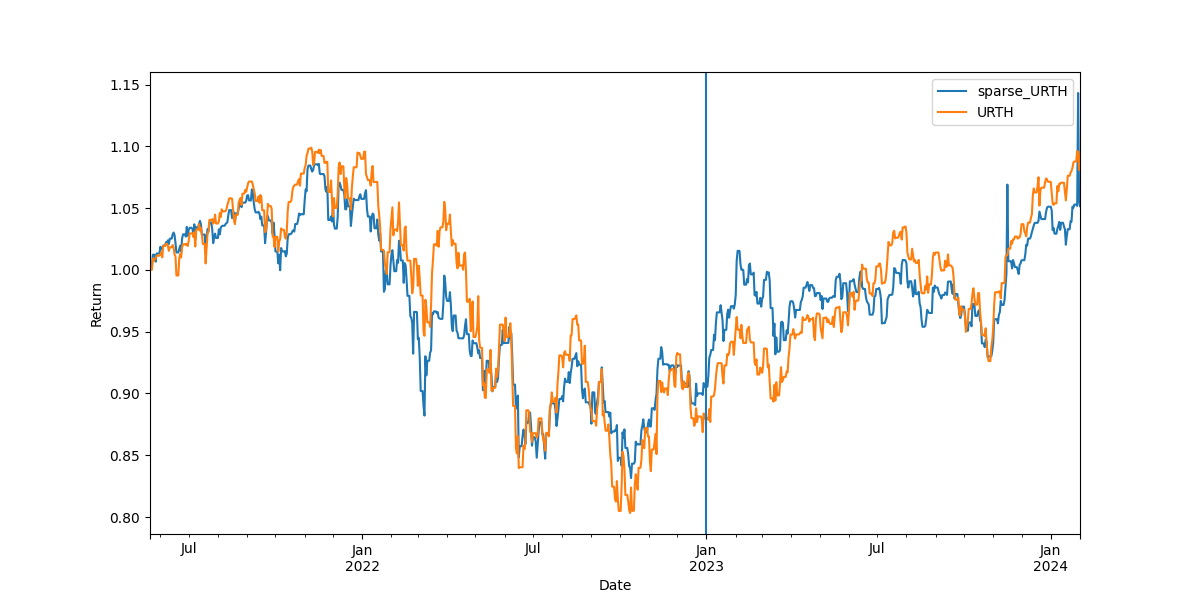 sparse_URTH
URTH
1.15
1.10
1.05
1.00
0.95
0.90
0.85
0.80
Return
Jul
Jan
2022
Jul
Jan
2023
Jul
Jan
2024
Date